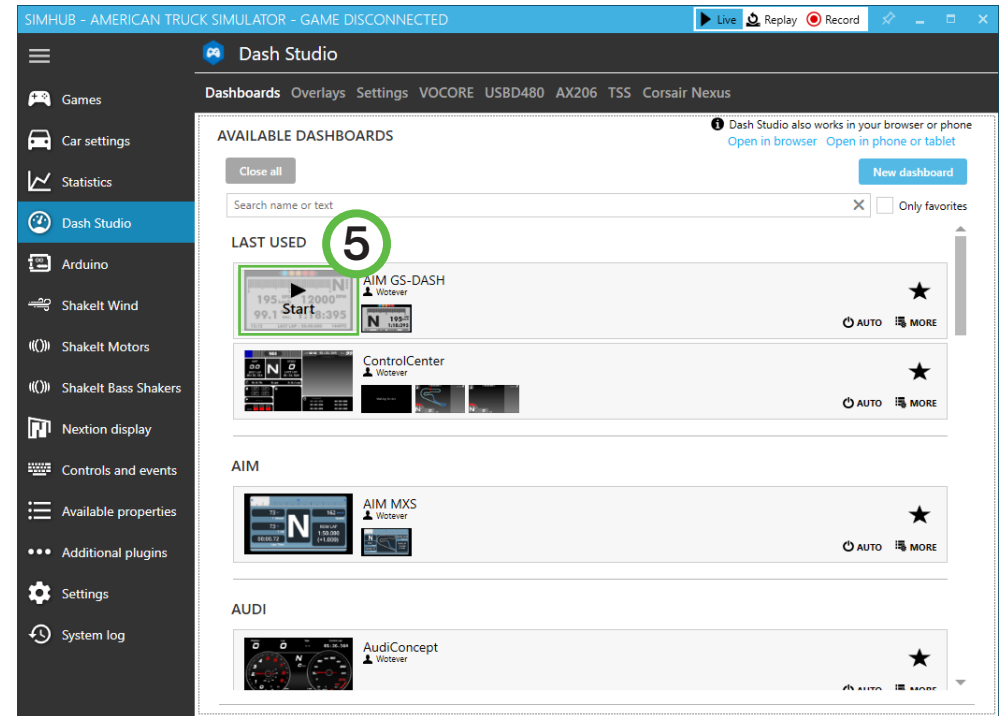 SIMHUB - AMERICAN TRUCK SIMULATOR - GAME DISCONNECTED
Live Replay Record
Dash Studio
Games
Car settings
Statistics
Dash Studio
Arduino
ShakeIt Wind
ShakeIt Motors
ShakeIt Bass Shakers
Nextion display
Controls and events
Available properties
Additional plugins
Settings
System log
Dashboards Overlays Settings VOCORE USBD480 AX206 TSS Corsair Nexus
AVAILABLE DASHBOARDS
Dash Studio also works in your browser or phone
Open in browser Open in phone or tablet
Close all
New dashboard
Search name or text
Only favorites
LAST USED
5
AIM GS-DASH
Wotever
Start
N
AUTO MORE
ControlCenter
Wotever
N
AUTO MORE
AIM
AIM MXS
Wotever
N
AUTO MORE
AUDI
AudiConcept
Wotever
AUTO MORE